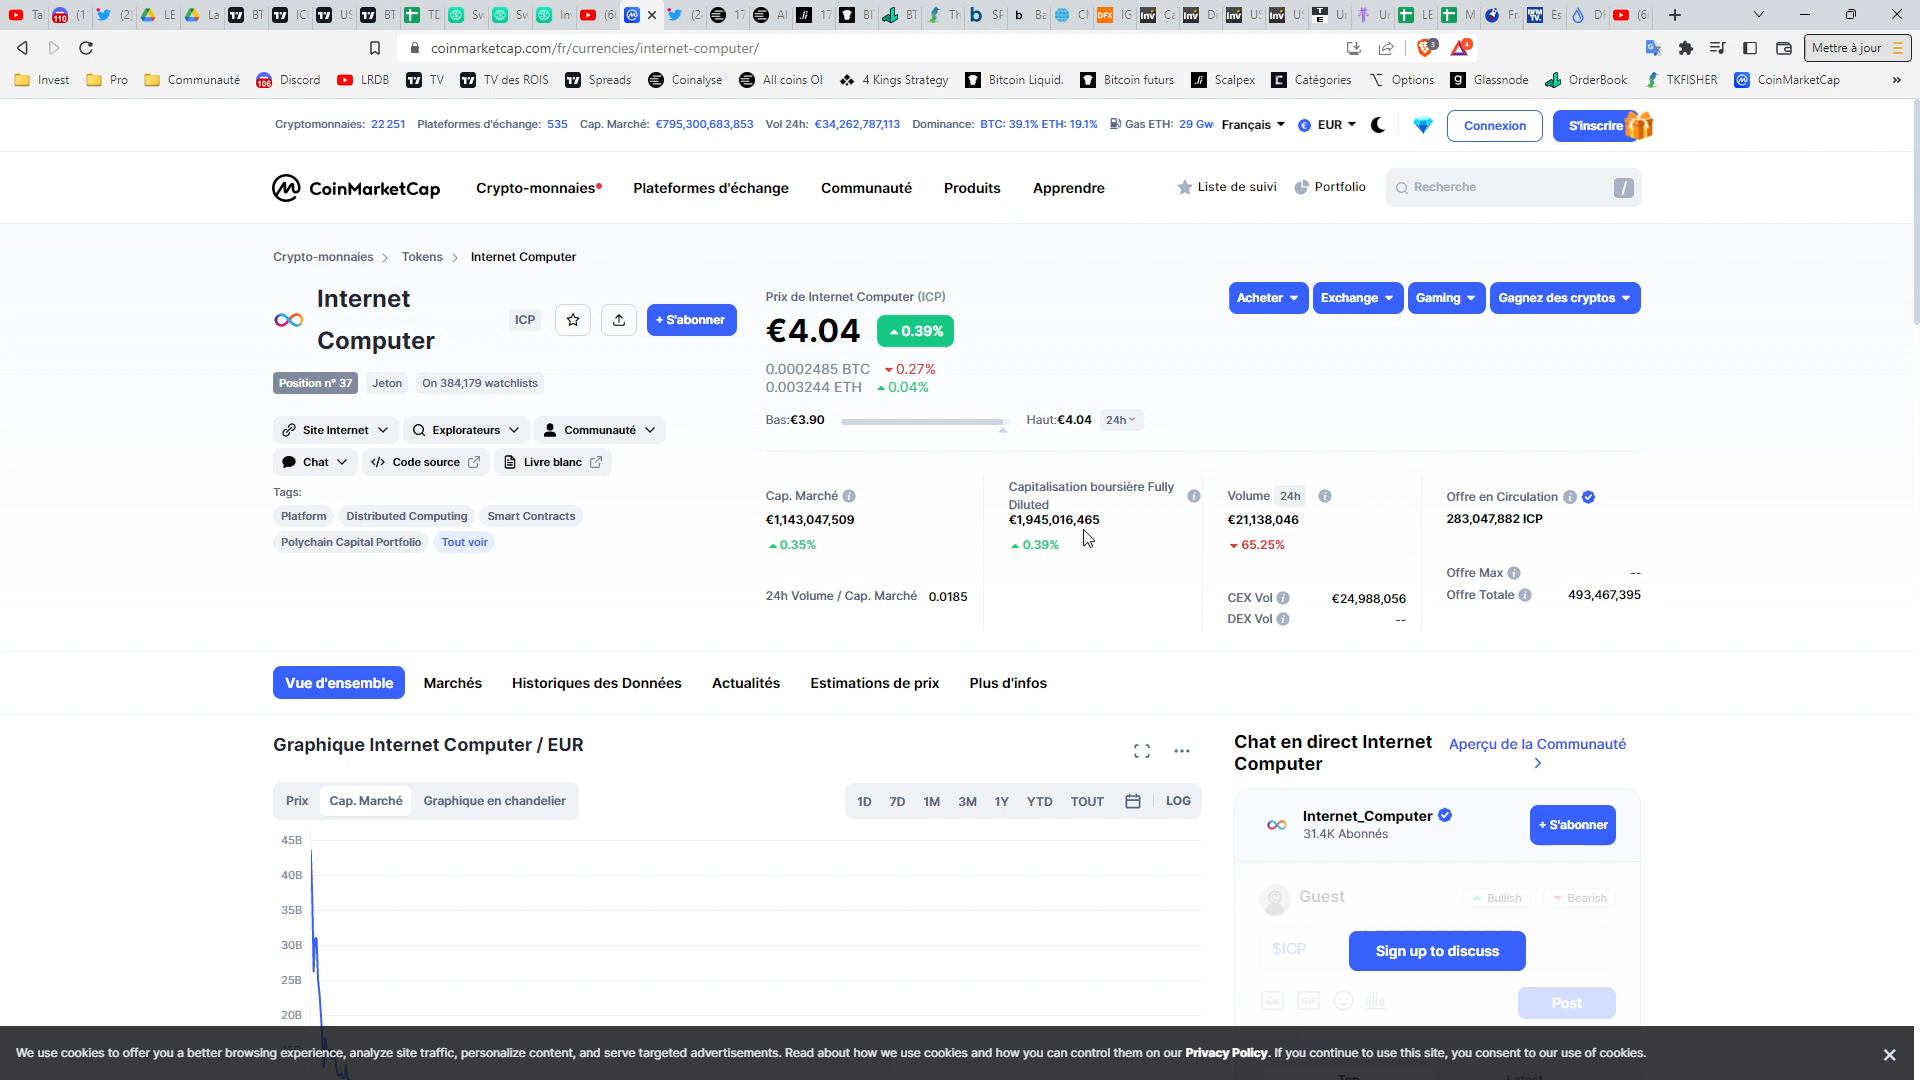 coinmarketcap.com/fr/currencies/internet-computer/
Mettre à jour
Invest Pro Communauté Discord LRDB TV TV des ROIS Spreads Coinalyse All coins OI 4 Kings Strategy Bitcoin Liquid. Bitcoin futurs Scalpex Catégories Options Glassnode OrderBook TKFISHER CoinMarketCap »
Cryptomonnaies: 22 251 Plateformes d'échange: 535 Cap. Marché: €795,300,683,853 Vol 24h: €34,262,787,113 Dominance: BTC: 39.1% ETH: 19.1% Gas ETH: 29 Gw Français EUR Connexion S'inscrire
CoinMarketCap Crypto-monnaies Plateformes d'échange Communauté Produits Apprendre Liste de suivi Portfolio Recherche /
Crypto-monnaies > Tokens > Internet Computer
Internet
Computer
ICP
+ S'abonner
Position n° 37 Jeton On 384,179 watchlists
Site Internet Explorateurs Communauté
Chat Code source Livre blanc
Tags:
Platform Distributed Computing Smart Contracts
Polychain Capital Portfolio Tout voir
Prix de Internet Computer (ICP)
€4.04 0.39%
0.0002485 BTC 0.27%
0.003244 ETH 0.04%
Bas:€3.90 Haut:€4.04 24h
Acheter Exchange Gaming Gagnez des cryptos
Cap. Marché
€1,143,047,509
0.35%
24h Volume / Cap. Marché 0.0185
Capitalisation boursière Fully
Diluted
€1,945,016,465
0.39%
Volume 24h
€21,138,046
65.25%
CEX Vol €24,988,056
DEX Vol --
Offre en Circulation
283,047,882 ICP
Offre Max --
Offre Totale 493,467,395
Vue d'ensemble Marchés Historiques des Données Actualités Estimations de prix Plus d'infos
Graphique Internet Computer / EUR
Prix Cap. Marché Graphique en chandelier
1D 7D 1M 3M 1Y YTD TOUT LOG
45B
40B
35B
30B
25B
20B
Chat en direct Internet
Computer
Aperçu de la Communauté
>
Internet_Computer
31.4K Abonnés
+ S'abonner
Guest
Bullish Bearish
$ICP
Sign up to discuss
GIF
Post
We use cookies to offer you a better browsing experience, analyze site traffic, personalize content, and serve targeted advertisements. Read about how we use cookies and how you can control them on our Privacy Policy. If you continue to use this site, you consent to our use of cookies.